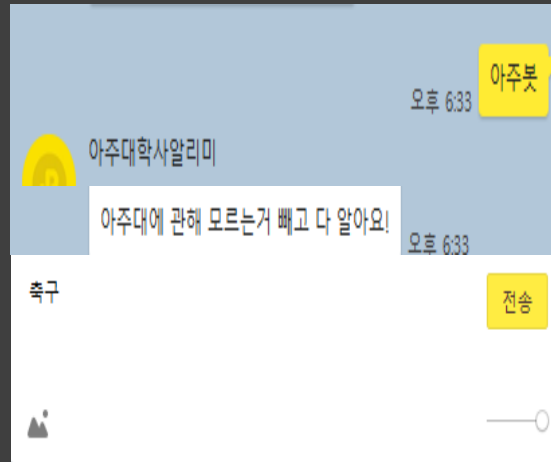 아주봇
오후 6:33
아주대학사알리미
아주대에 관해 모르는거 빼고 다 알아요!
오후 6:33
축구
전송